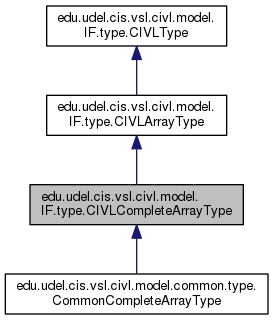 edu.udel.cis.vsl.civl.model.
IF.type.CIVLType
edu.udel.cis.vsl.civl.model.
IF.type.CIVLArrayType
edu.udel.cis.vsl.civl.model.
IF.type.CIVLCompleteArrayType
edu.udel.cis.vsl.civl.model.common.type.
CommonCompleteArrayType